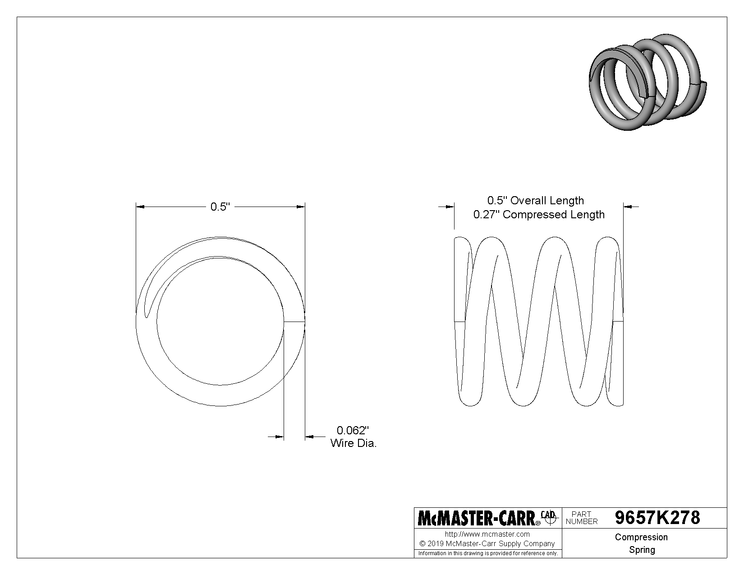 0.5"
0.5" Overall Length
0.27" Compressed Length
0.062"
Wire Dia.
McMASTER-CARR® CAD
PART
NUMBER
9657K278
http://www.mcmaster.com
© 2019 McMaster-Carr Supply Company
Information in this drawing is provided for reference only.
Compression
Spring